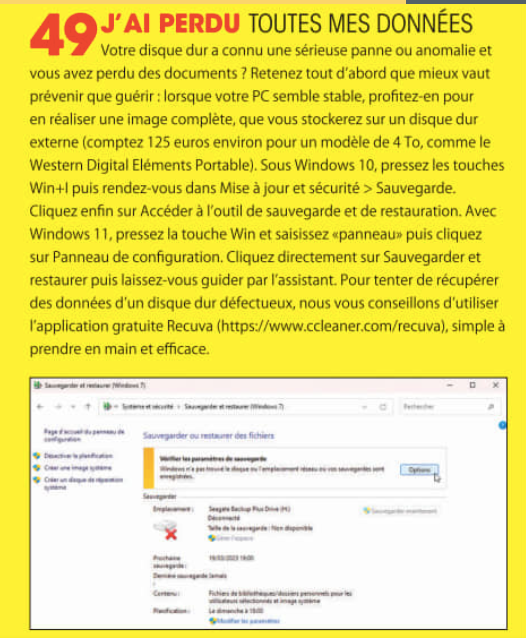 49 J'AI PERDU TOUTES MES DONNÉES
Votre disque dur a connu une sérieuse panne ou anomalie et
vous avez perdu des documents ? Retenez tout d'abord que mieux vaut
prévenir que guérir : lorsque votre PC semble stable, profitez-en pour
en réaliser une image complète, que vous stockerez sur un disque dur
externe (comptez 125 euros environ pour un modèle de 4 To, comme le
Western Digital Eléments Portable). Sous Windows 10, pressez les touches
Win+I puis rendez-vous dans Mise à jour et sécurité > Sauvegarde.
Cliquez enfin sur Accéder à l'outil de sauvegarde et de restauration. Avec
Windows 11, pressez la touche Win et saisissez «panneau» puis cliquez
sur Panneau de configuration. Cliquez directement sur Sauvegarder et
restaurer puis laissez-vous guider par l'assistant. Pour tenter de récupérer
des données d'un disque dur défectueux, nous vous conseillons d'utiliser
l'application gratuite Recuva (https://www.ccleaner.com/recuva), simple à
prendre en main et efficace.
Sauvegarder et restaurer (Windows 7)
Système et sécurité > Sauvegarder et restaurer (Windows 7)
Rechercher
Page d'accueil du panneau de
configuration
Désactiver la planification
Créer une image système
Créer un disque de réparation
système
Sauvegarder ou restaurer des fichiers
Vérifier les paramètres de sauvegarde
Windows n'a pas trouvé le disque ou l'emplacement réseau où vos sauvegardes sont
enregistrées.
Options
Sauvegarder
Emplacement : Seagate Backup Plus Drive (H:)
Déconnecté
Taille de la sauvegarde : Non disponible
Gérer l'espace
Sauvegarder maintenant
Prochaine
sauvegarde : 19/03/2023 19:00
Dernière sauvegarde Jamais
:
Contenu : Fichiers de bibliothèques/dossiers personnels pour les
utilisateurs sélectionnés et image système
Planification : Le dimanche à 19:00
Modifier les paramètres